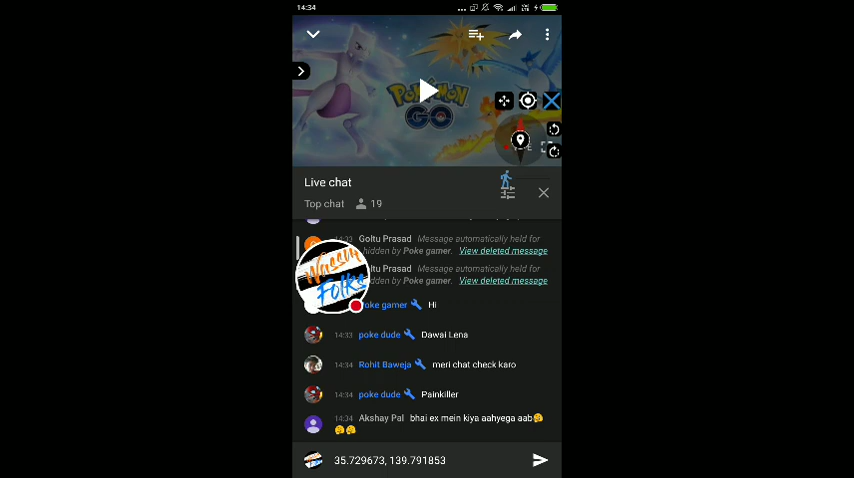 14:34
POKÉMON
GO
Live chat
Top chat 19
Goltu Prasad Message automatically held for
hidden by Poke gamer. View deleted message
Goltu Prasad Message automatically held for
hidden by Poke gamer. View deleted message
Wassup
Folks
Poke gamer Hi
14:33 poke dude Dawai Lena
14:34 Rohit Baweja meri chat check karo
14:34 poke dude Painkiller
14:34 Akshay Pal bhai ex mein kiya aahyega aab
35.729673, 139.791853